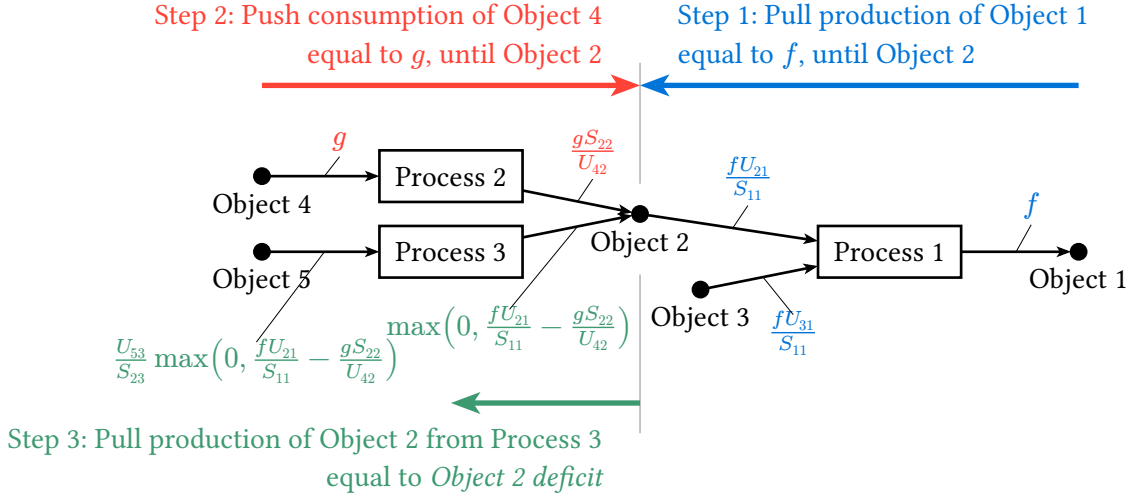 Step 2: Push consumption of Object 4
equal to g, until Object 2
Step 1: Pull production of Object 1
equal to f, until Object 2
g
Process 2
gS₂₂/U₄₂
Object 4
fU₂₁/S₁₁
f
Object 2
Process 3
Object 5
Process 1
Object 1
Object 3
fU₃₁/S₁₁
max(0, fU₂₁/S₁₁ − gS₂₂/U₄₂)
U₅₃/S₂₃ max(0, fU₂₁/S₁₁ − gS₂₂/U₄₂)
Step 3: Pull production of Object 2 from Process 3
equal to Object 2 deficit